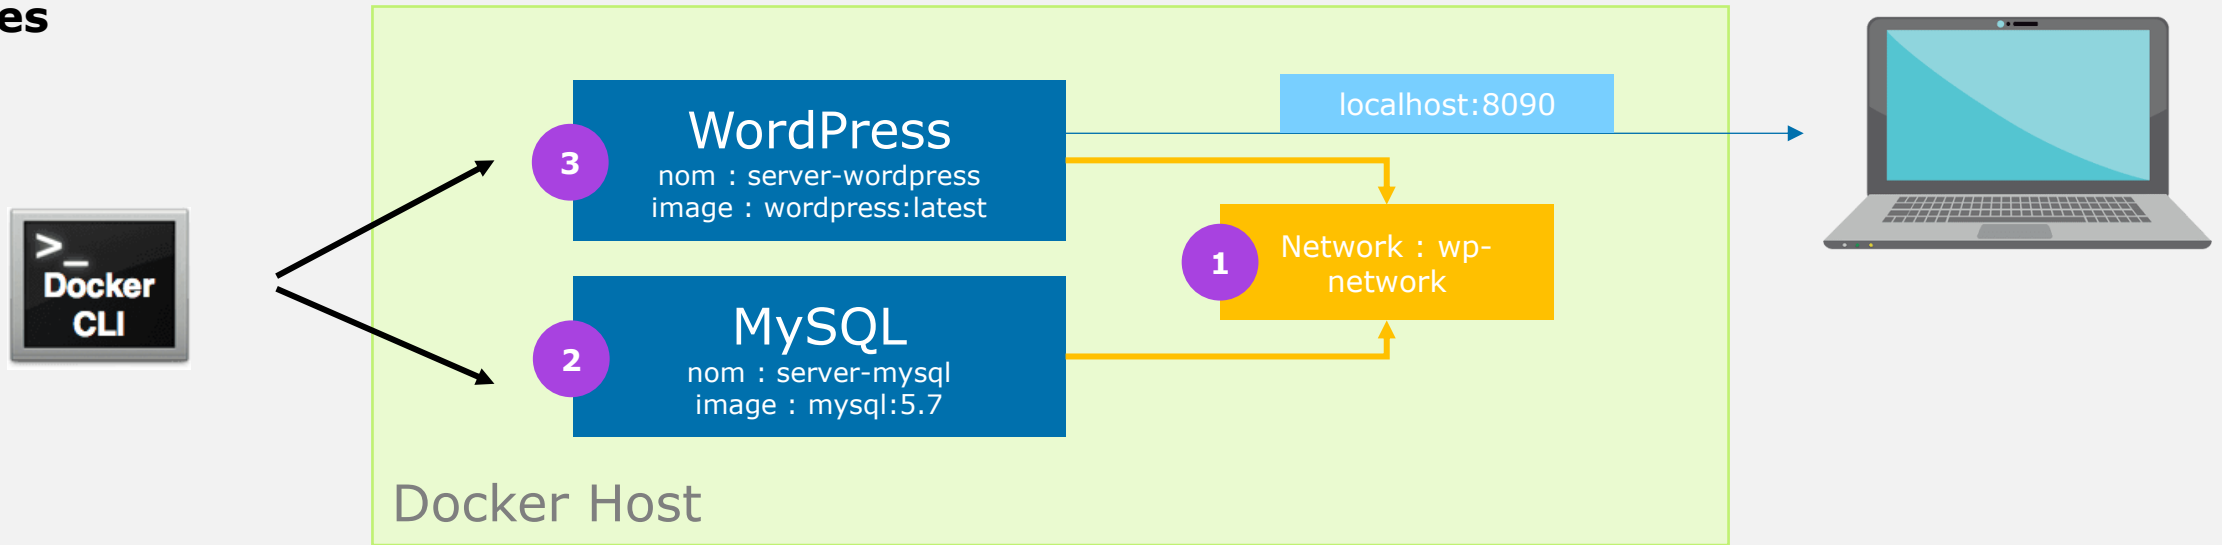 es
localhost:8090
WordPress
nom : server-wordpress
image : wordpress:latest
3
Network : wp-
network
1
>_
Docker
CLI
MySQL
nom : server-mysql
image : mysql:5.7
2
Docker Host